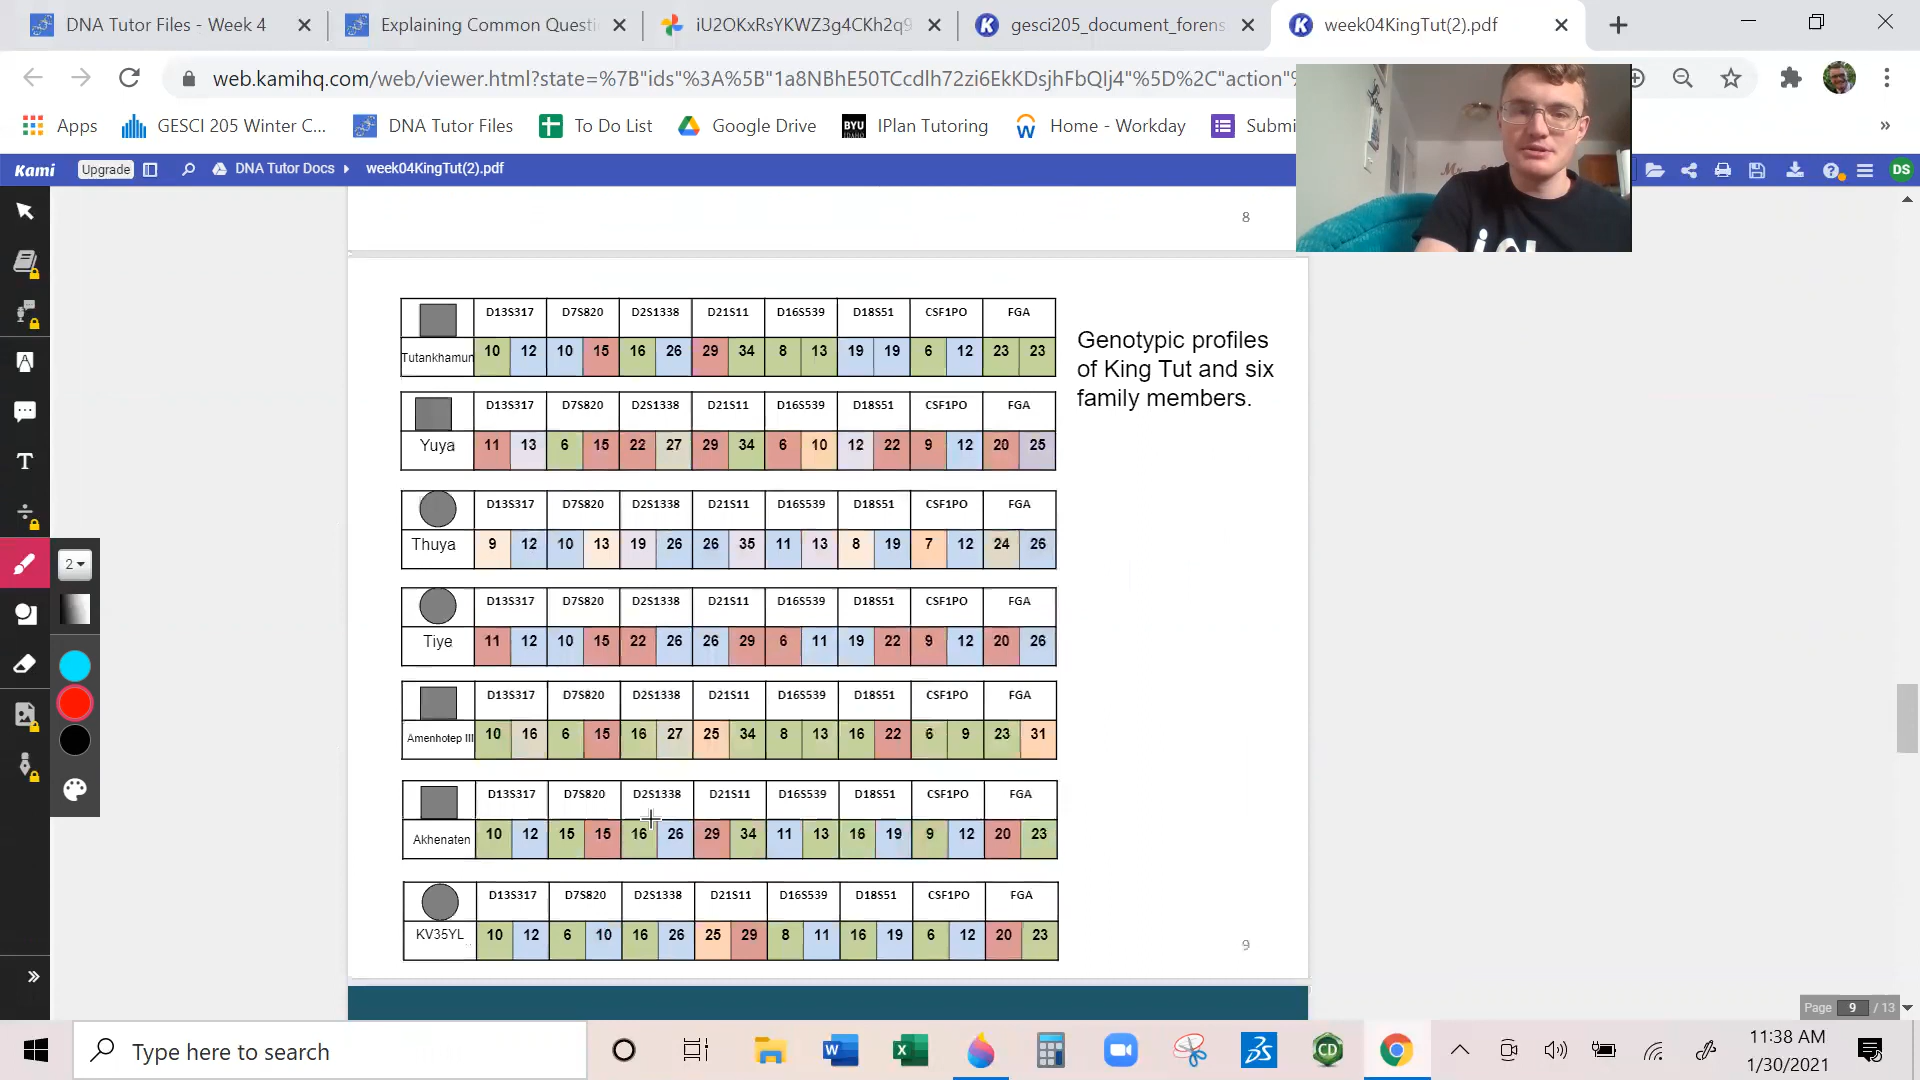 DNA Tutor Files - Week 4
Explaining Common Questi
iU2OKxRsYKWZ3g4CKh2q9
gesci205_document_forens
week04KingTut(2).pdf
web.kamihq.com/web/viewer.html?state=%7B"ids"%3A%5B"1a8NBhE50TCcdlh72zi6EkKDsjhFbQIj4"%5D%2C"action"%
Apps
GESCI 205 Winter C...
DNA Tutor Files
To Do List
Google Drive
BYU IDAHO
IPlan Tutoring
Home - Workday
Submi
»
Kami
Upgrade
DNA Tutor Docs
week04KingTut(2).pdf
DS
8
D13S317 D7S820 D2S1338 D21S11 D16S539 D18S51 CSF1PO FGA
Tutankhamun 10 12 10 15 16 26 29 34 8 13 19 19 6 12 23 23
Genotypic profiles
of King Tut and six
family members.
D13S317 D7S820 D2S1338 D21S11 D16S539 D18S51 CSF1PO FGA
Yuya 11 13 6 15 22 27 29 34 6 10 12 22 9 12 20 25
D13S317 D7S820 D2S1338 D21S11 D16S539 D18S51 CSF1PO FGA
Thuya 9 12 10 13 19 26 26 35 11 13 8 19 7 12 24 26
D13S317 D7S820 D2S1338 D21S11 D16S539 D18S51 CSF1PO FGA
Tiye 11 12 10 15 22 26 26 29 6 11 19 22 9 12 20 26
D13S317 D7S820 D2S1338 D21S11 D16S539 D18S51 CSF1PO FGA
Amenhotep III 10 16 6 15 16 27 25 34 8 13 16 22 6 9 23 31
D13S317 D7S820 D2S1338 D21S11 D16S539 D18S51 CSF1PO FGA
Akhenaten 10 12 15 15 16 26 29 34 11 13 16 19 9 12 20 23
D13S317 D7S820 D2S1338 D21S11 D16S539 D18S51 CSF1PO FGA
KV35YL 10 12 6 10 16 26 25 29 8 11 16 19 6 12 20 23
9
2
Page 9 / 13
Type here to search
CD
11:38 AM
1/30/2021